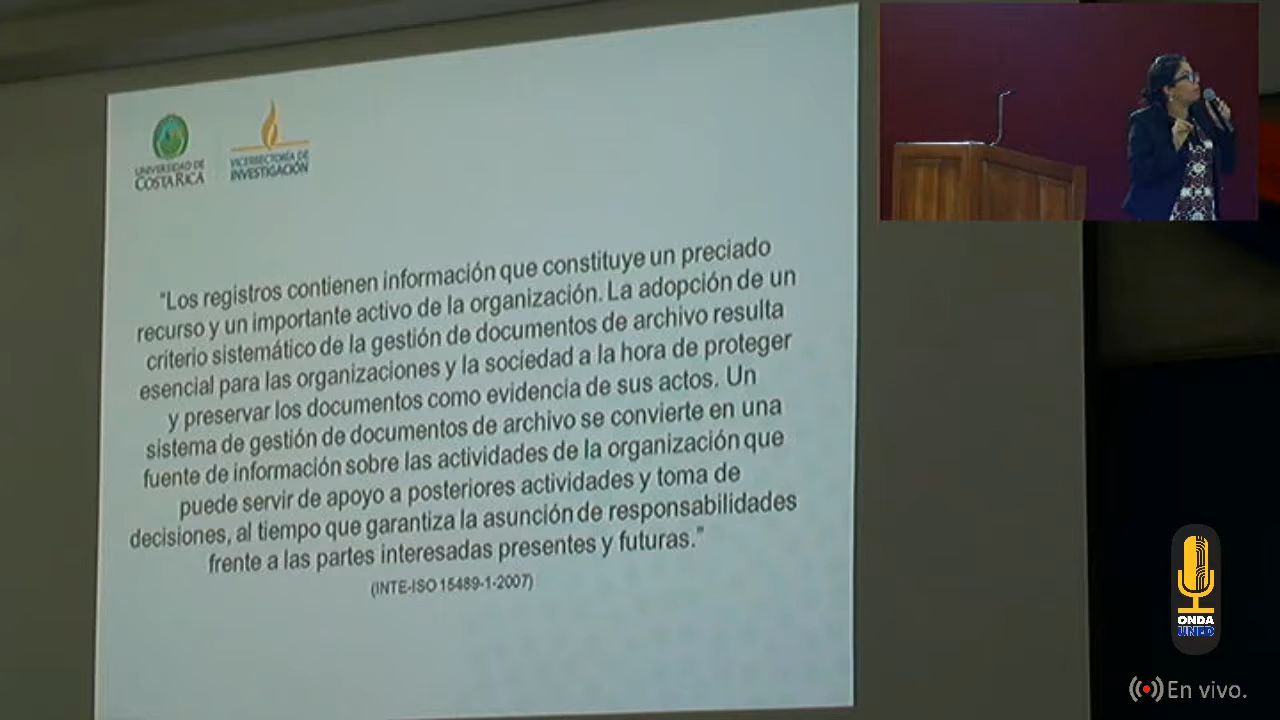 UNIVERSIDAD DE
COSTA RICA
VICERRECTORÍA DE
INVESTIGACIÓN
"Los registros contienen información que constituye un preciado
recurso y un importante activo de la organización. La adopción de un
criterio sistemático de la gestión de documentos de archivo resulta
esencial para las organizaciones y la sociedad a la hora de proteger
y preservar los documentos como evidencia de sus actos. Un
sistema de gestión de documentos de archivo se convierte en una
fuente de información sobre las actividades de la organización que
puede servir de apoyo a posteriores actividades y toma de
decisiones, al tiempo que garantiza la asunción de responsabilidades
frente a las partes interesadas presentes y futuras."
(INTE-ISO 15489-1-2007)
ONDA
UNED
En vivo.